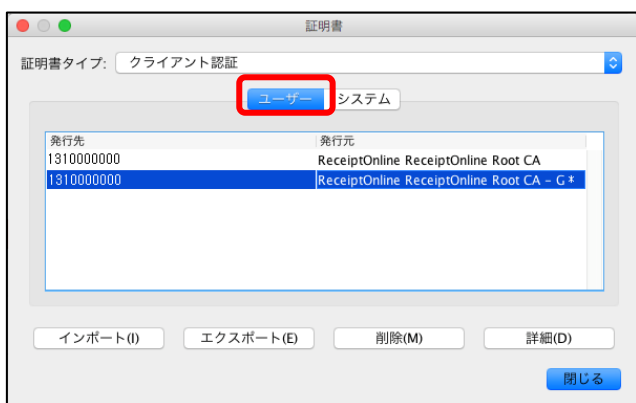 証明書
証明書タイプ: クライアント認証
ユーザー システム
発行先 発行元
1310000000 ReceiptOnline ReceiptOnline Root CA
1310000000 ReceiptOnline ReceiptOnline Root CA - G*
インポート(I) エクスポート(E) 削除(M) 詳細(D)
閉じる